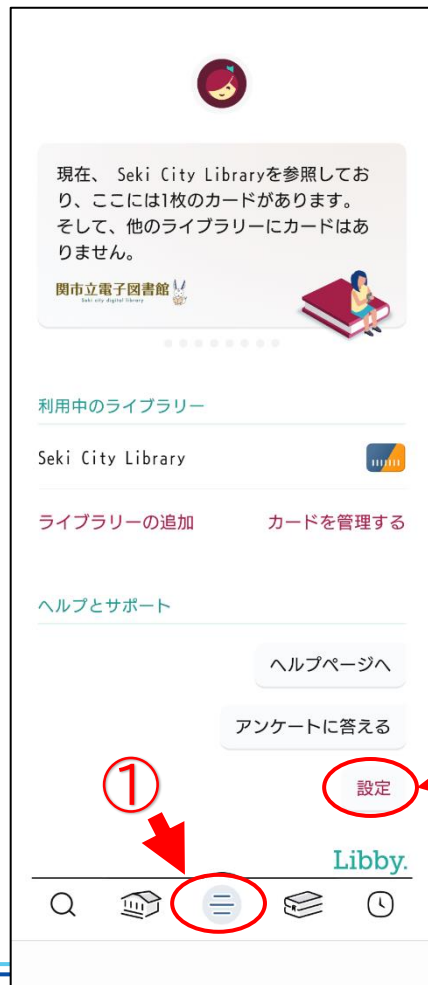 現在、 Seki City Libraryを参照してお
り、ここには1枚のカードがあります。
そして、他のライブラリーにカードはあ
りません。
関市立電子図書館
Seki city digital library
利用中のライブラリー
Seki City Library
ライブラリーの追加 カードを管理する
ヘルプとサポート
ヘルプページへ
アンケートに答える
①
設定
Libby.